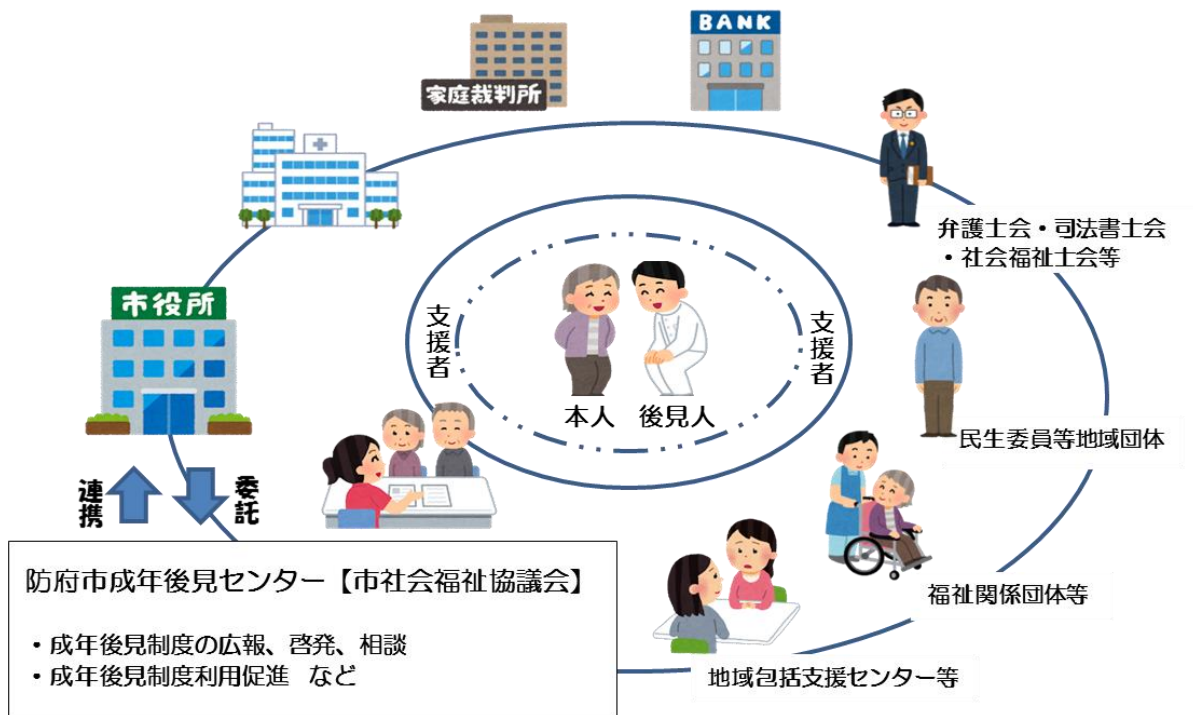 BANK
家庭裁判所
弁護士会・司法書士会
・社会福祉士会等
市役所
支援者
支援者
本人 後見人
民生委員等地域団体
連携
委託
防府市成年後見センター【市社会福祉協議会】
・成年後見制度の広報、啓発、相談
・成年後見制度利用促進 など
福祉関係団体等
地域包括支援センター等